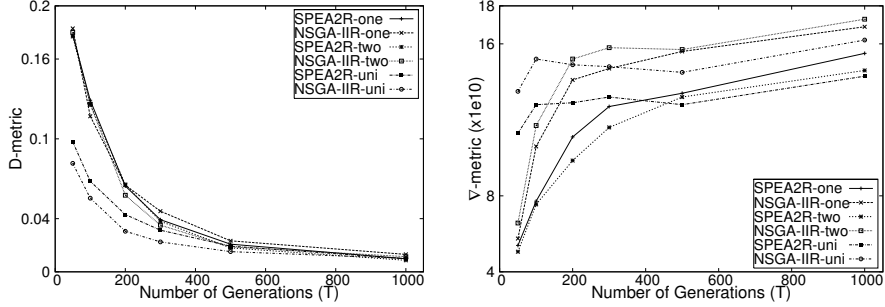 0.2
0.16
0.1
0.04
0
D-metric
0 200 400 600 800 1000
Number of Generations (T)
SPEA2R-one
NSGA-IIR-one
SPEA2R-two
NSGA-IIR-two
SPEA2R-uni
NSGA-IIR-uni
16
8
4
∇-metric (x1e10)
0 200 400 600 800 1000
Number of Generations (T)
SPEA2R-one
NSGA-IIR-one
SPEA2R-two
NSGA-IIR-two
SPEA2R-uni
NSGA-IIR-uni